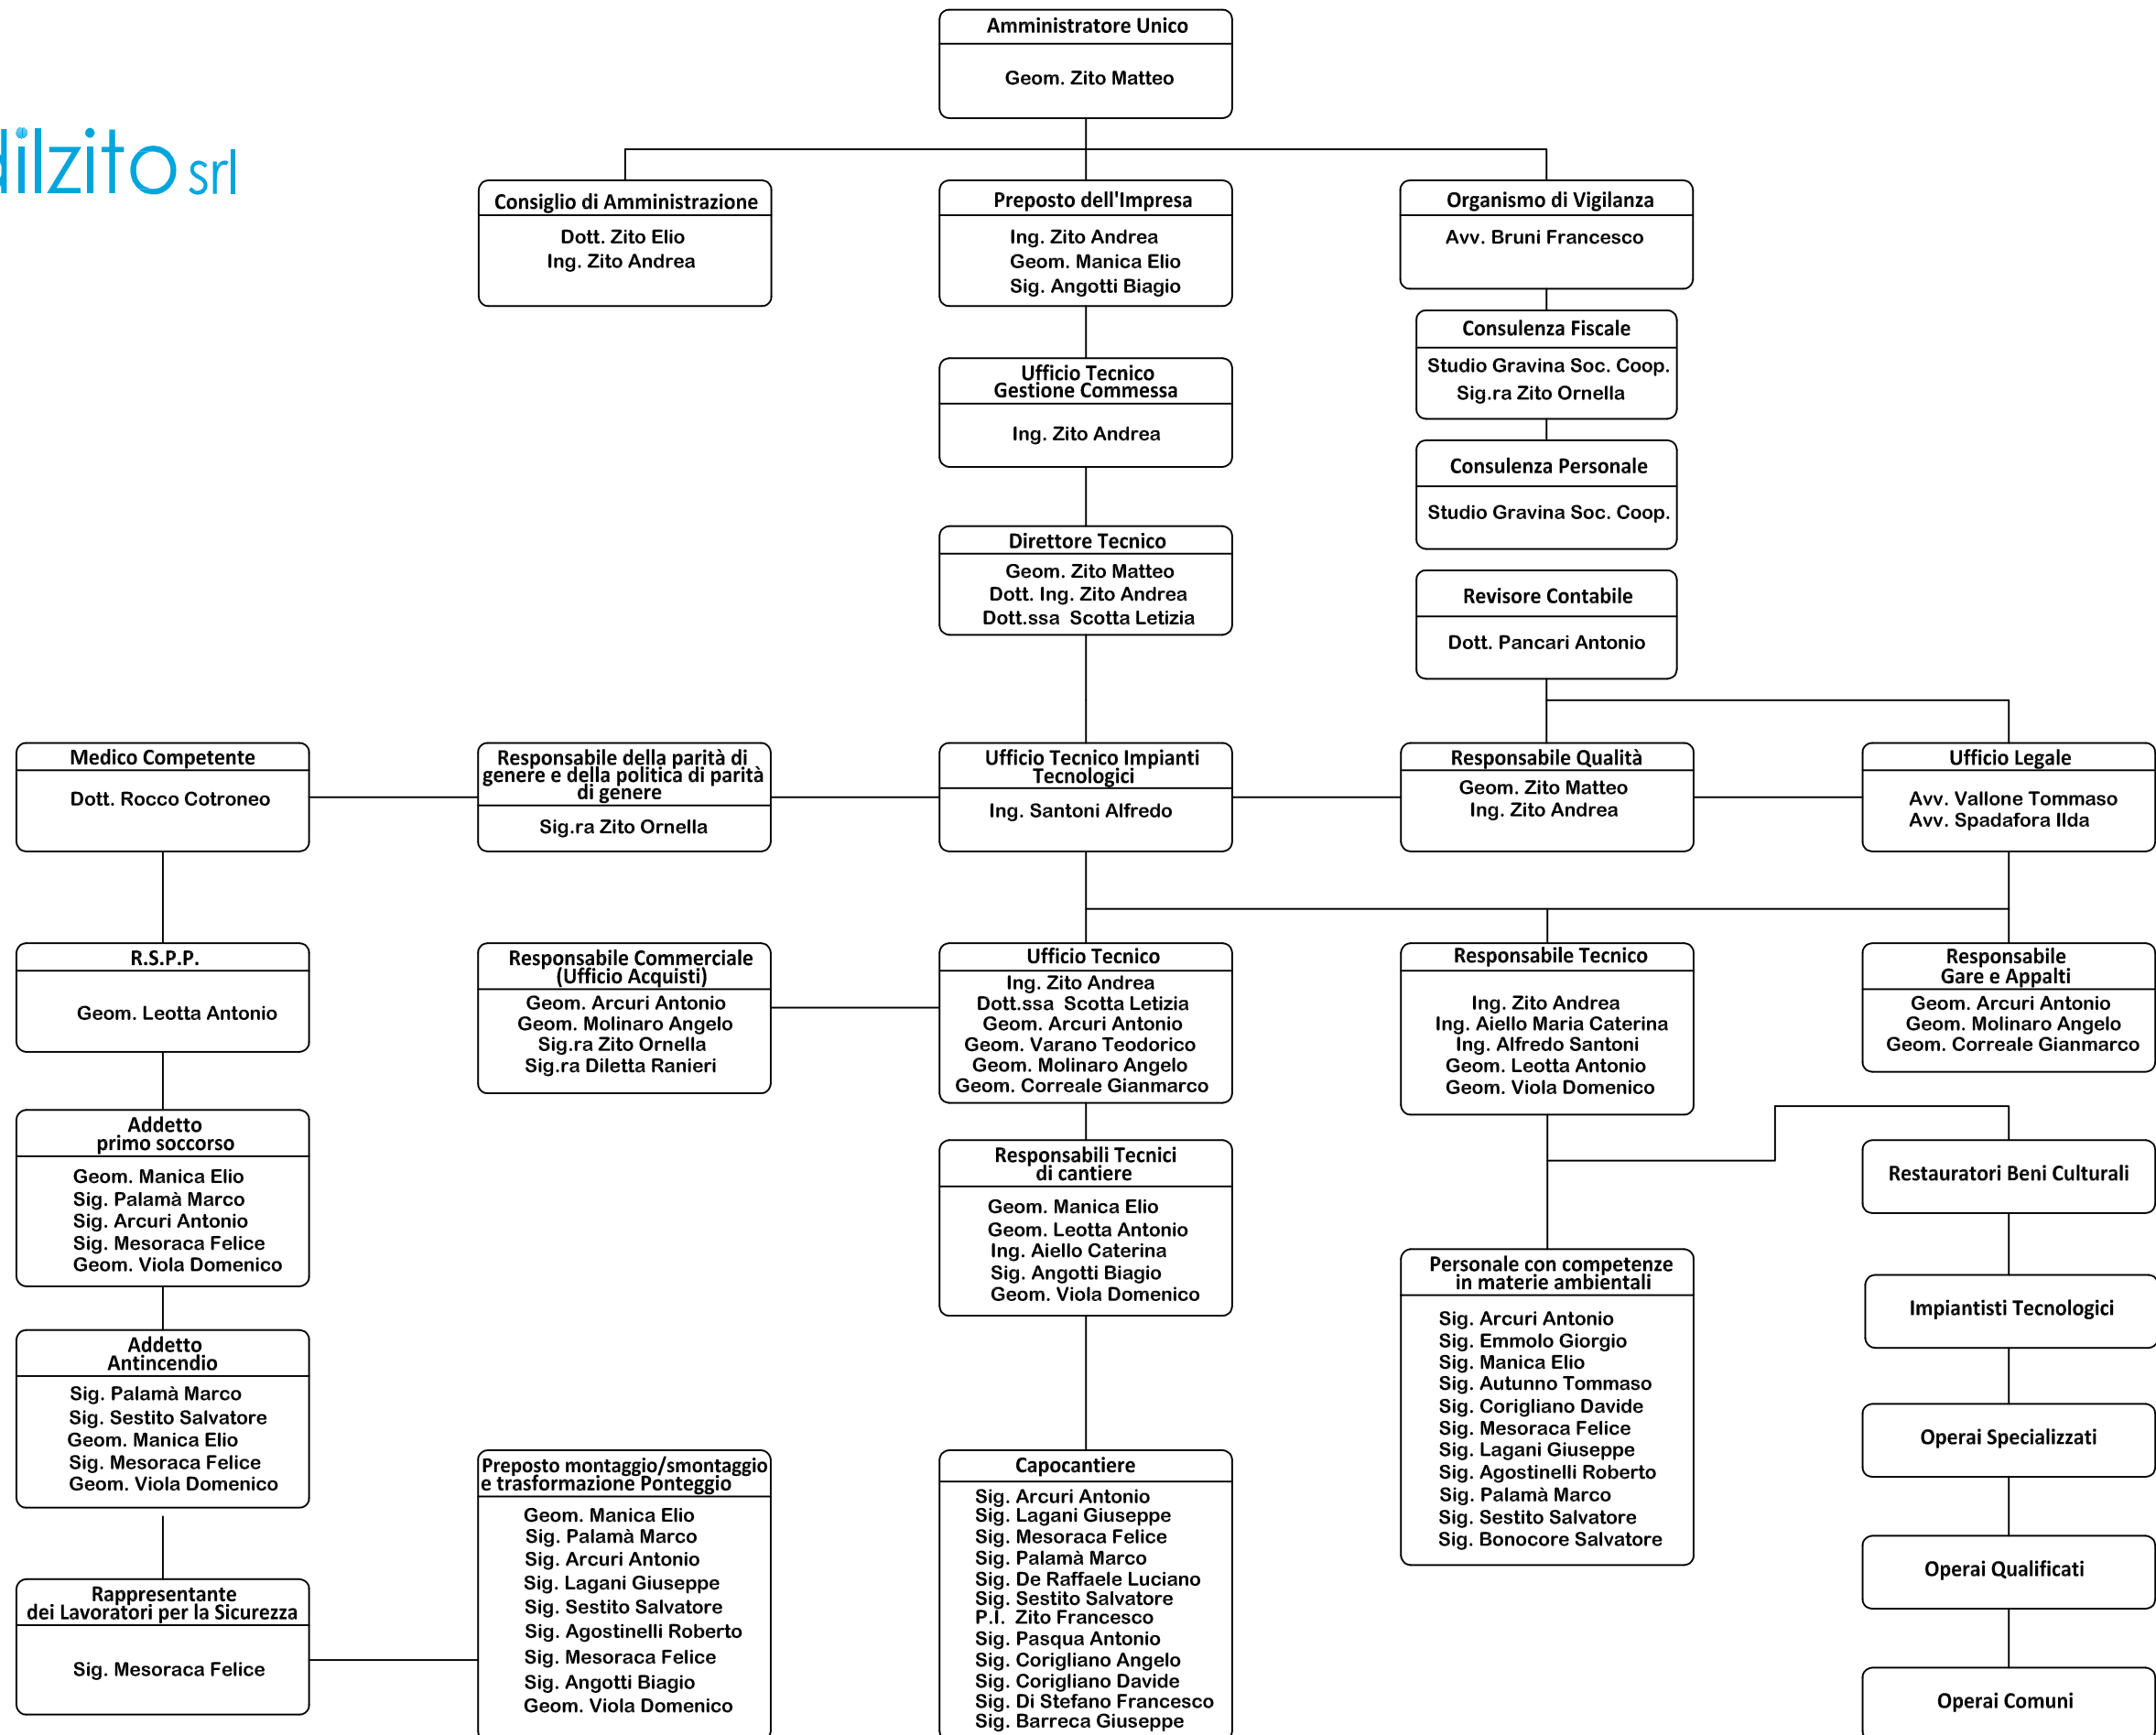 Amministratore Unico
Geom. Zito Matteo
dilzito srl
Consiglio di Amministrazione
Dott. Zito Elio
Ing. Zito Andrea
Preposto dell'Impresa
Ing. Zito Andrea
Geom. Manica Elio
Sig. Angotti Biagio
Organismo di Vigilanza
Avv. Bruni Francesco
Consulenza Fiscale
Studio Gravina Soc. Coop.
Sig.ra Zito Ornella
Ufficio Tecnico
Gestione Commessa
Ing. Zito Andrea
Consulenza Personale
Studio Gravina Soc. Coop.
Direttore Tecnico
Geom. Zito Matteo
Dott. Ing. Zito Andrea
Dott.ssa Scotta Letizia
Revisore Contabile
Dott. Pancari Antonio
Medico Competente
Dott. Rocco Cotroneo
Responsabile della parità di
genere e della politica di parità
di genere
Sig.ra Zito Ornella
Ufficio Tecnico Impianti
Tecnologici
Ing. Santoni Alfredo
Responsabile Qualità
Geom. Zito Matteo
Ing. Zito Andrea
Ufficio Legale
Avv. Vallone Tommaso
Avv. Spadafora Ilda
R.S.P.P.
Geom. Leotta Antonio
Responsabile Commerciale
(Ufficio Acquisti)
Geom. Arcuri Antonio
Geom. Molinaro Angelo
Sig.ra Zito Ornella
Sig.ra Diletta Ranieri
Ufficio Tecnico
Ing. Zito Andrea
Dott.ssa Scotta Letizia
Geom. Arcuri Antonio
Geom. Varano Teodorico
Geom. Molinaro Angelo
Geom. Correale Gianmarco
Responsabile Tecnico
Ing. Zito Andrea
Ing. Aiello Maria Caterina
Ing. Alfredo Santoni
Geom. Leotta Antonio
Geom. Viola Domenico
Responsabile
Gare e Appalti
Geom. Arcuri Antonio
Geom. Molinaro Angelo
Geom. Correale Gianmarco
Addetto
primo soccorso
Geom. Manica Elio
Sig. Palamà Marco
Sig. Arcuri Antonio
Sig. Mesoraca Felice
Geom. Viola Domenico
Responsabili Tecnici
di cantiere
Geom. Manica Elio
Geom. Leotta Antonio
Ing. Aiello Caterina
Sig. Angotti Biagio
Geom. Viola Domenico
Restauratori Beni Culturali
Personale con competenze
in materie ambientali
Sig. Arcuri Antonio
Sig. Emmolo Giorgio
Sig. Manica Elio
Sig. Autunno Tommaso
Sig. Corigliano Davide
Sig. Mesoraca Felice
Sig. Lagani Giuseppe
Sig. Agostinelli Roberto
Sig. Palamà Marco
Sig. Sestito Salvatore
Sig. Bonocore Salvatore
Impiantisti Tecnologici
Addetto
Antincendio
Sig. Palamà Marco
Sig. Sestito Salvatore
Geom. Manica Elio
Sig. Mesoraca Felice
Geom. Viola Domenico
Operai Specializzati
Preposto montaggio/smontaggio
e trasformazione Ponteggio
Geom. Manica Elio
Sig. Palamà Marco
Sig. Arcuri Antonio
Sig. Lagani Giuseppe
Sig. Sestito Salvatore
Sig. Agostinelli Roberto
Sig. Mesoraca Felice
Sig. Angotti Biagio
Geom. Viola Domenico
Capocantiere
Sig. Arcuri Antonio
Sig. Lagani Giuseppe
Sig. Mesoraca Felice
Sig. Palamà Marco
Sig. De Raffaele Luciano
Sig. Sestito Salvatore
P.I. Zito Francesco
Sig. Pasqua Antonio
Sig. Corigliano Angelo
Sig. Corigliano Davide
Sig. Di Stefano Francesco
Sig. Barreca Giuseppe
Operai Qualificati
Rappresentante
dei Lavoratori per la Sicurezza
Sig. Mesoraca Felice
Operai Comuni